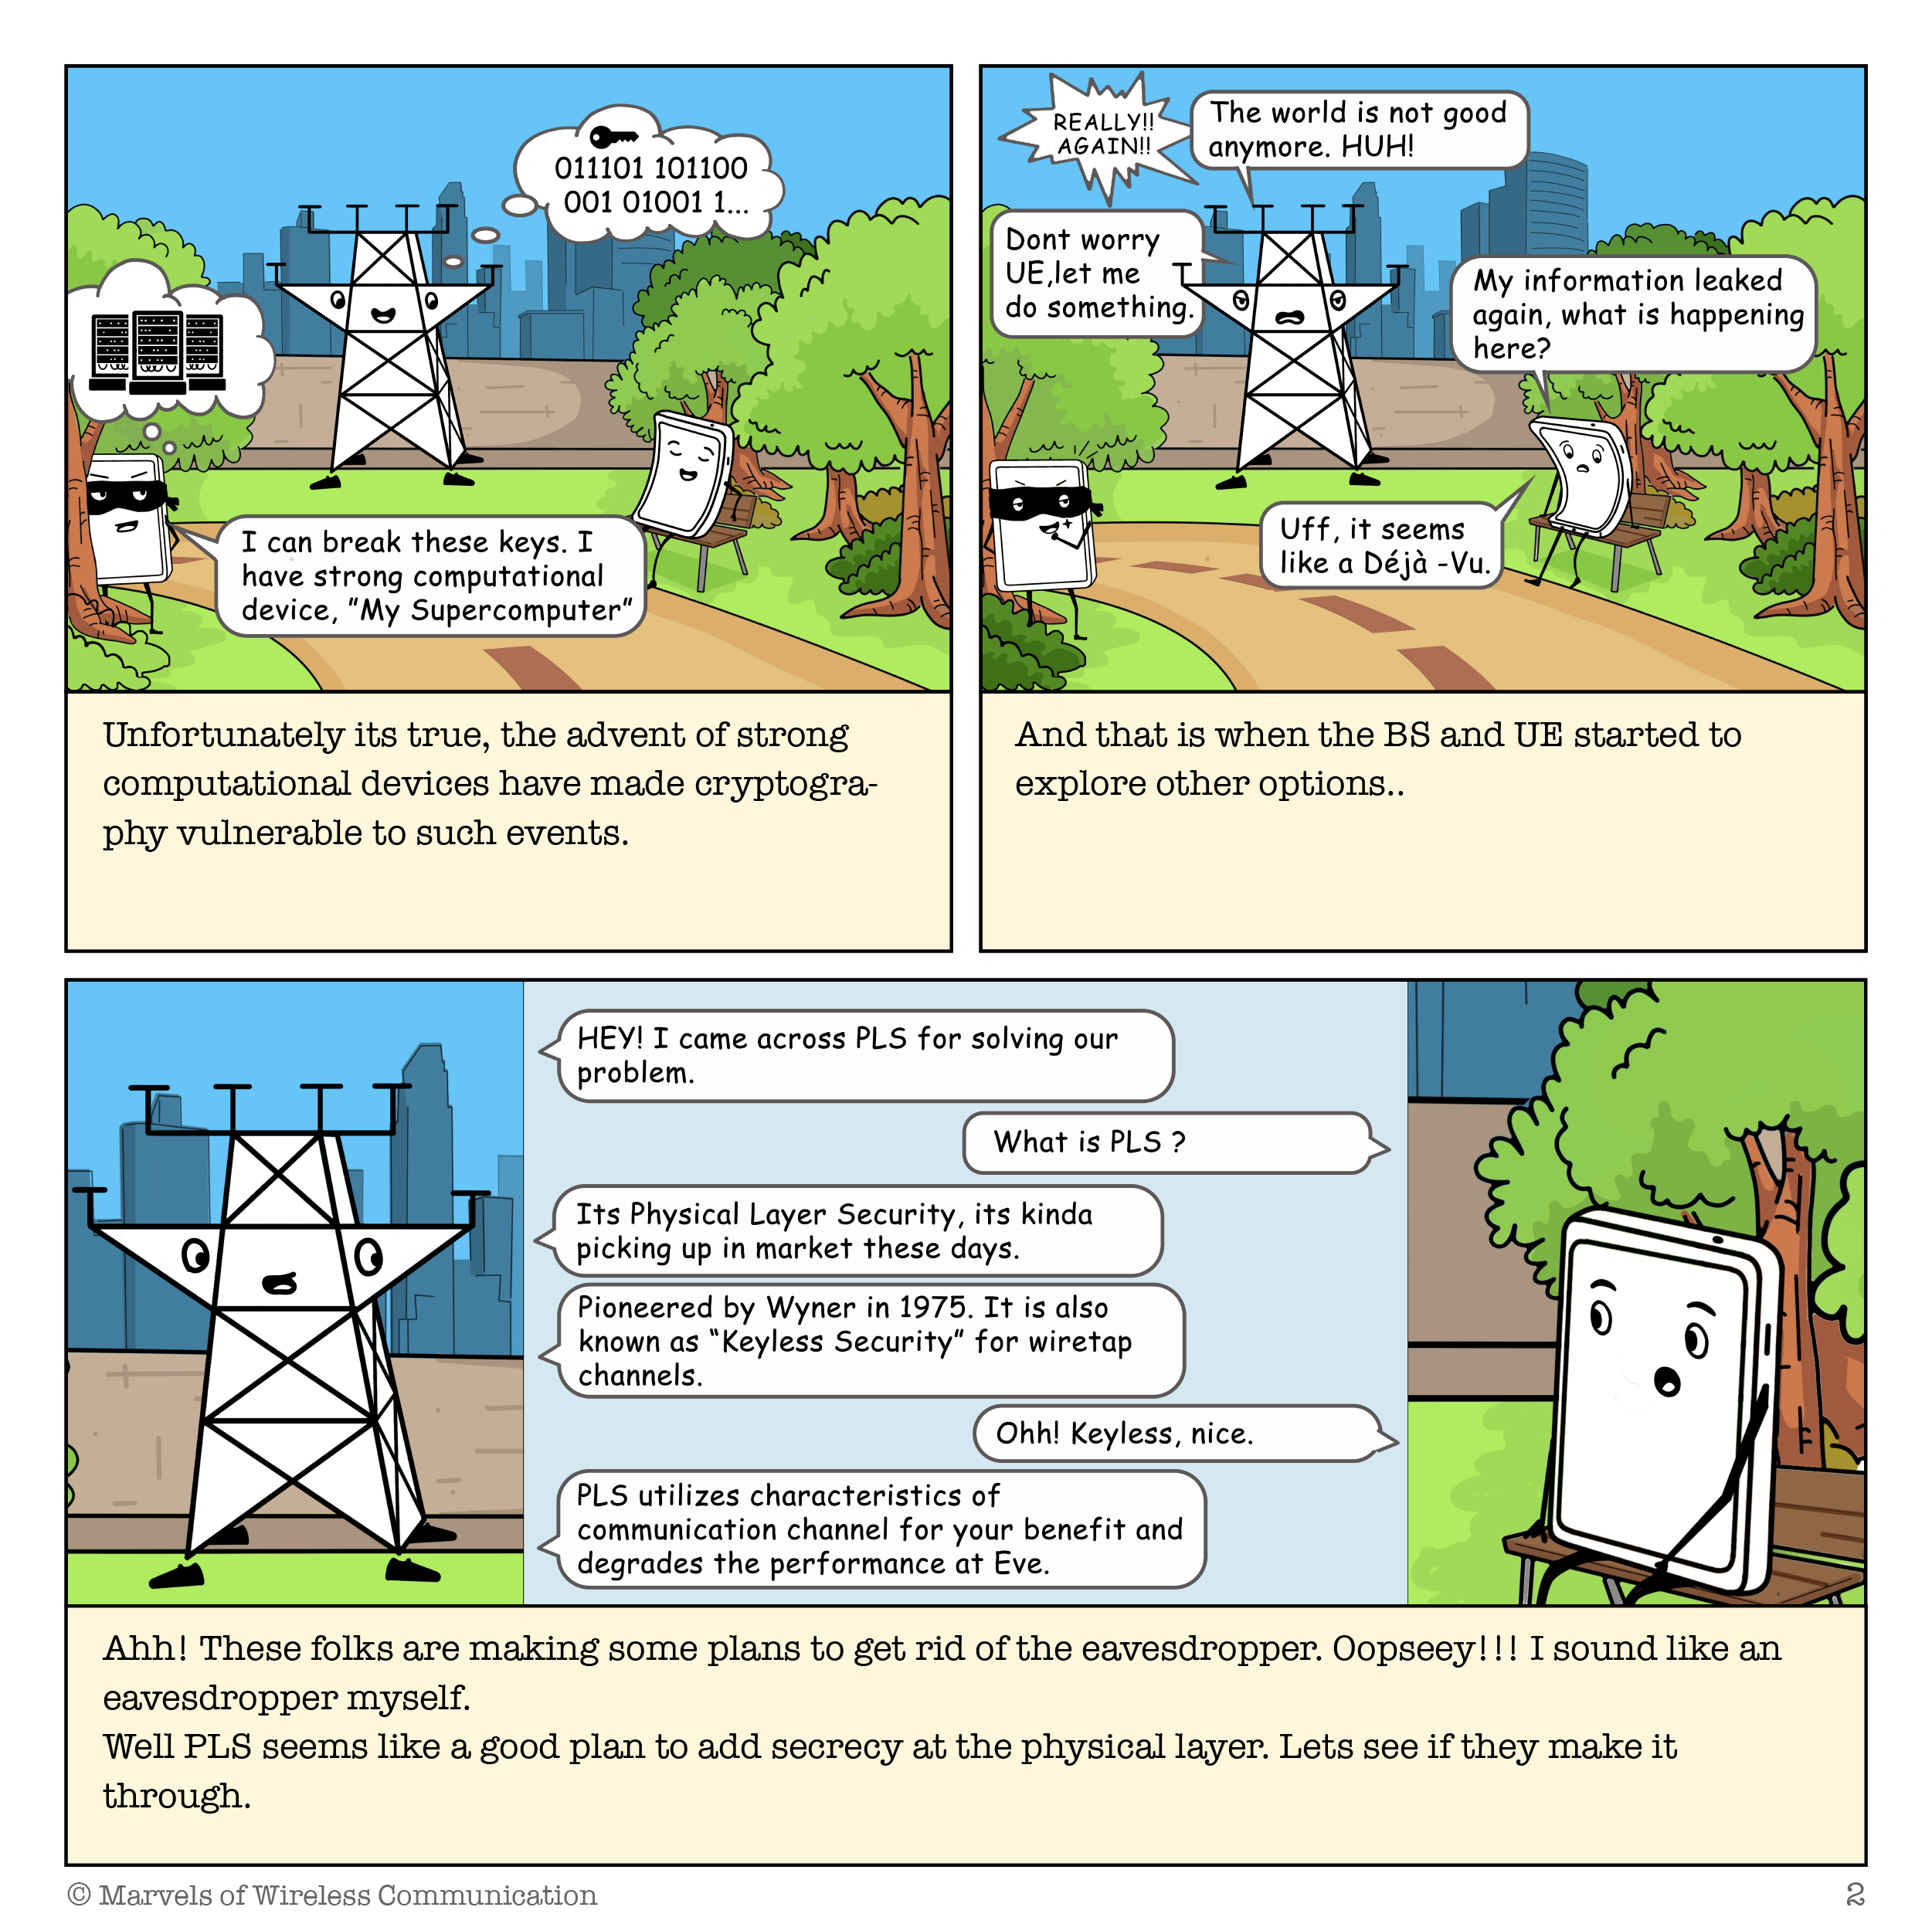 011101 101100
001 01001 1...
I can break these keys. I
have strong computational
device, "My Supercomputer"
Unfortunately its true, the advent of strong
computational devices have made cryptogra-
phy vulnerable to such events.
REALLY!!
AGAIN!!
The world is not good
anymore. HUH!
Dont worry
UE,let me
do something.
My information leaked
again, what is happening
here?
Uff, it seems
like a Déjà -Vu.
And that is when the BS and UE started to
explore other options..
HEY! I came across PLS for solving our
problem.
What is PLS ?
Its Physical Layer Security, its kinda
picking up in market these days.
Pioneered by Wyner in 1975. It is also
known as “Keyless Security” for wiretap
channels.
Ohh! Keyless, nice.
PLS utilizes characteristics of
communication channel for your benefit and
degrades the performance at Eve.
Ahh! These folks are making some plans to get rid of the eavesdropper. Oopseey!!! I sound like an
eavesdropper myself.
Well PLS seems like a good plan to add secrecy at the physical layer. Lets see if they make it
through.
© Marvels of Wireless Communication
2